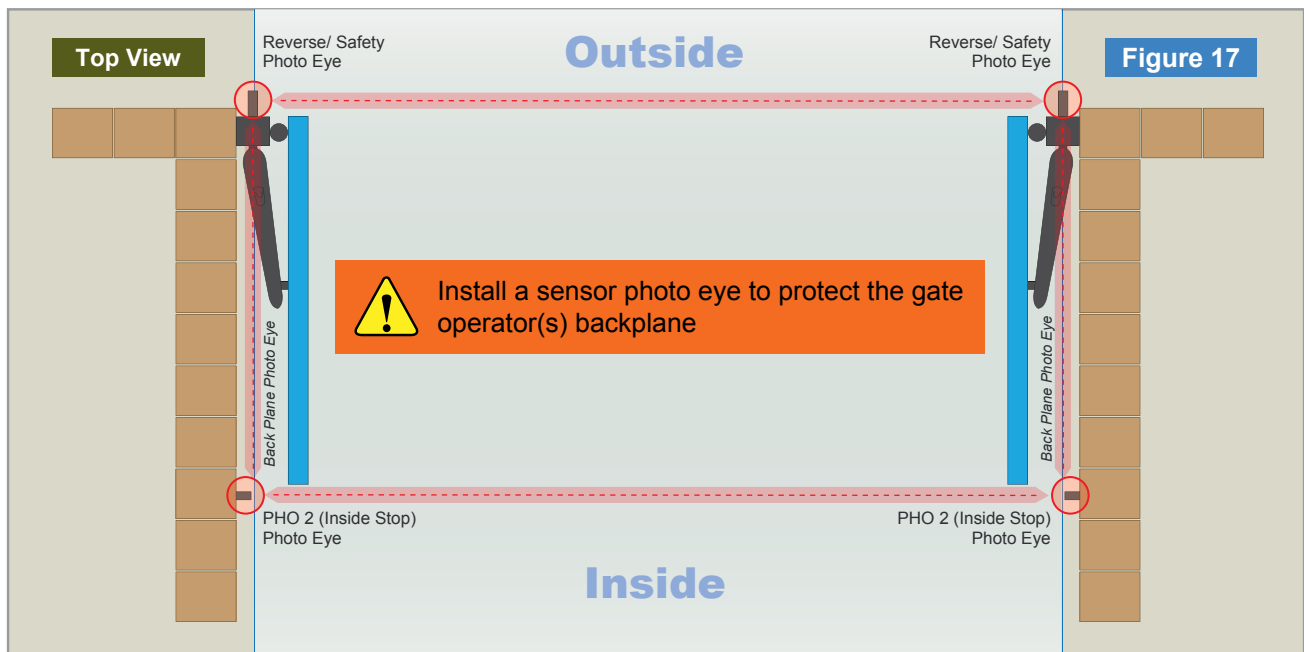 Top View
Reverse/ Safety
Photo Eye
Outside
Reverse/ Safety
Photo Eye
Figure 17
Install a sensor photo eye to protect the gate
operator(s) backplane
Back Plane Photo Eye
Back Plane Photo Eye
PHO 2 (Inside Stop)
Photo Eye
PHO 2 (Inside Stop)
Photo Eye
Inside